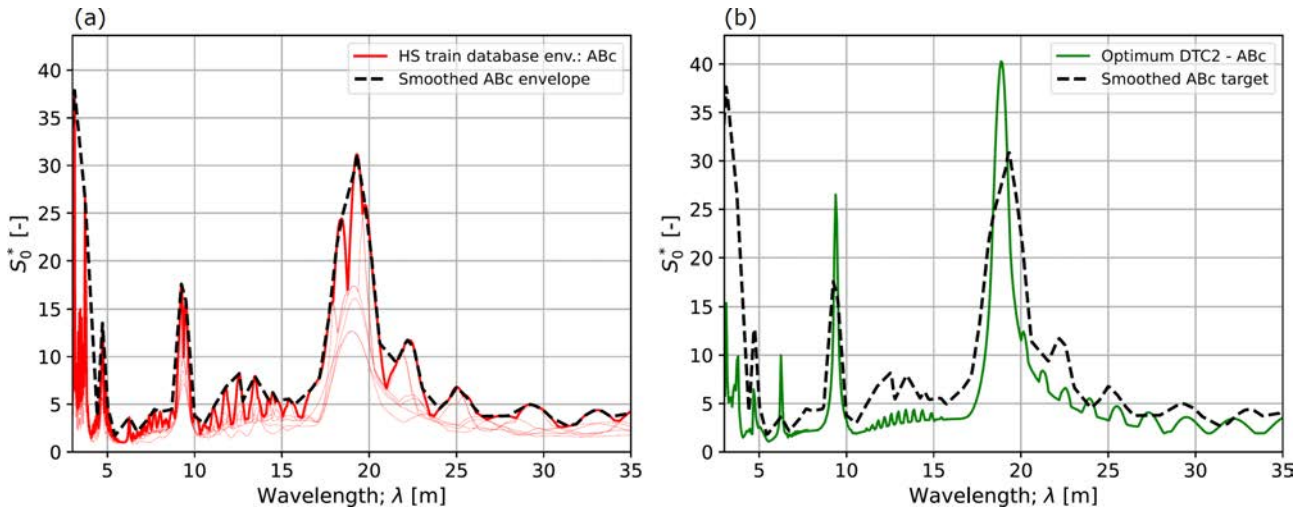 (a)
HS train database env.: ABc
Smoothed ABc envelope
S₀* [-]
40
35
30
25
20
15
10
5
0
5 10 15 20 25 30 35
Wavelength; λ [m]
(b)
Optimum DTC2 - ABc
Smoothed ABc target
S₀* [-]
40
35
30
25
20
15
10
5
0
5 10 15 20 25 30 35
Wavelength; λ [m]